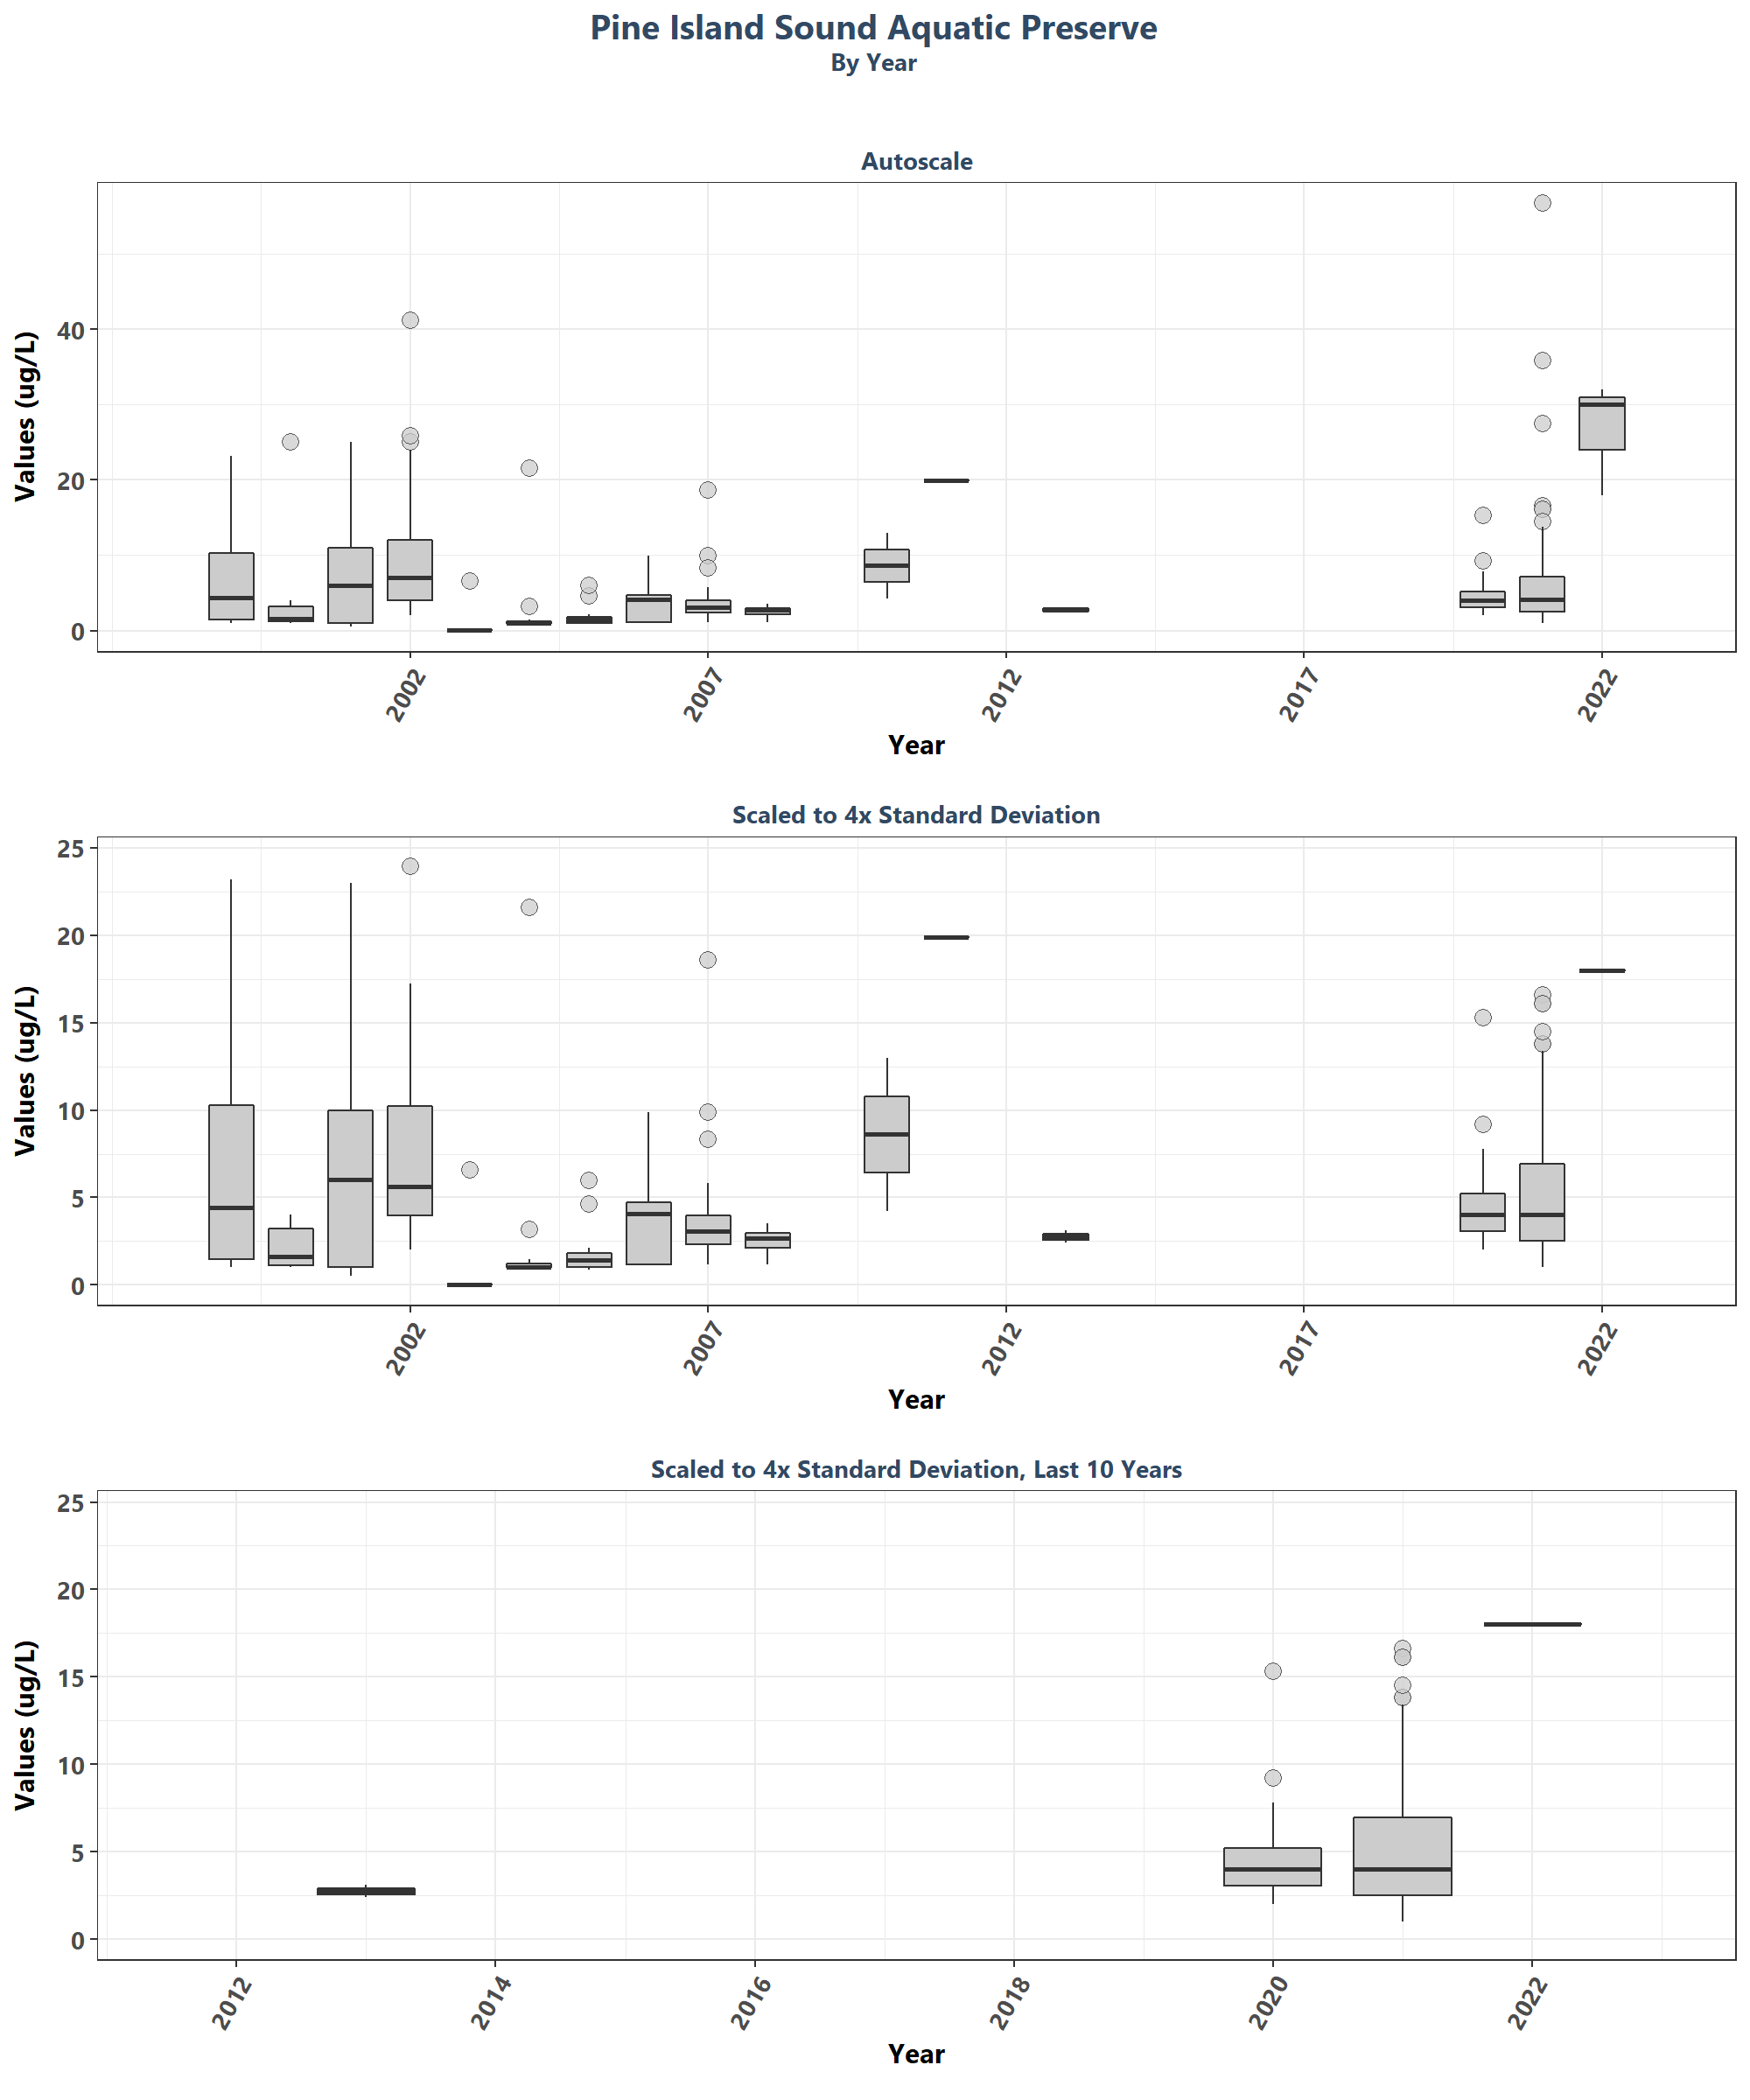 Pine Island Sound Aquatic Preserve
By Year
Autoscale
Values (ug/L)
40
20
0
2002 2007 2012 2017 2022
Year
Scaled to 4x Standard Deviation
Values (ug/L)
25
20
15
10
5
0
2002 2007 2012 2017 2022
Year
Scaled to 4x Standard Deviation, Last 10 Years
Values (ug/L)
25
20
15
10
5
0
2012 2014 2016 2018 2020 2022
Year